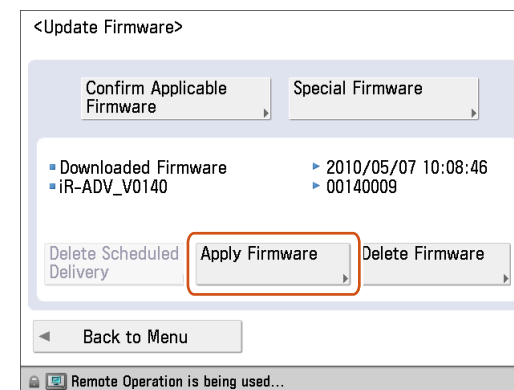 <Update Firmware>
Confirm Applicable
Firmware
Special Firmware
Downloaded Firmware
2010/05/07 10:08:46
iR-ADV_V0140
00140009
Delete Scheduled
Delivery
Apply Firmware
Delete Firmware
Back to Menu
Remote Operation is being used...